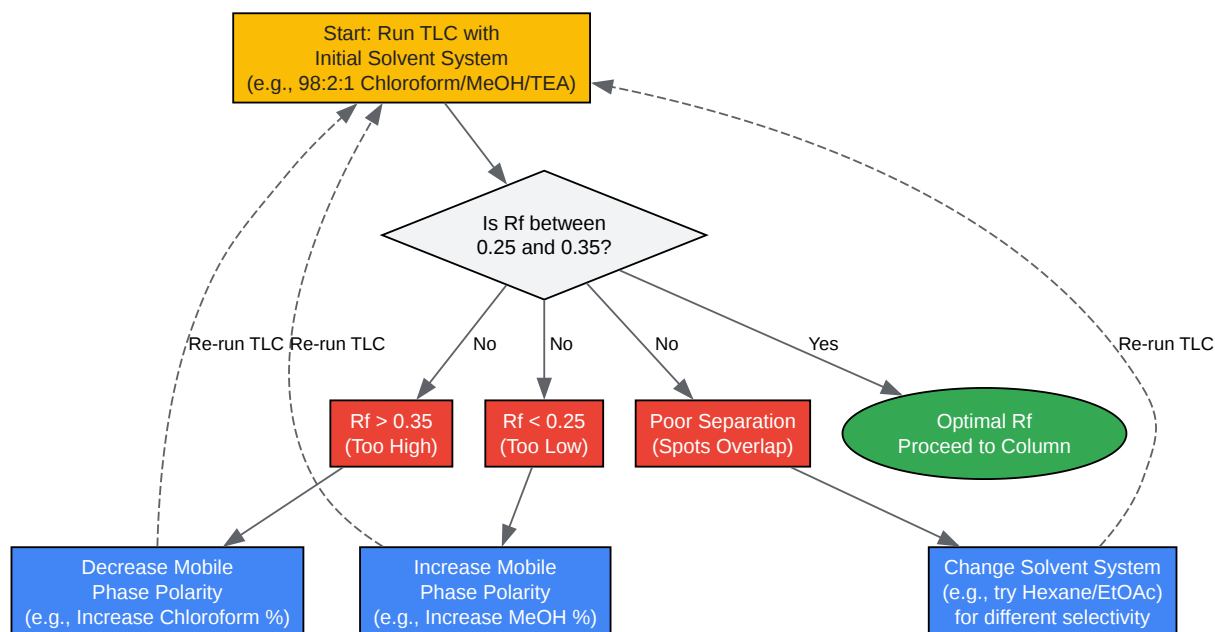 Start: Run TLC with
Initial Solvent System
(e.g., 98:2:1 Chloroform/MeOH/TEA)
Is Rf between
0.25 and 0.35?
Re-run TLC
Re-run TLC
No
No
No
Yes
Re-run TLC
Rf > 0.35
(Too High)
Rf < 0.25
(Too Low)
Poor Separation
(Spots Overlap)
Optimal Rf
Proceed to Column
Decrease Mobile
Phase Polarity
(e.g., Increase Chloroform %)
Increase Mobile
Phase Polarity
(e.g., Increase MeOH %)
Change Solvent System
(e.g., try Hexane/EtOAc)
for different selectivity